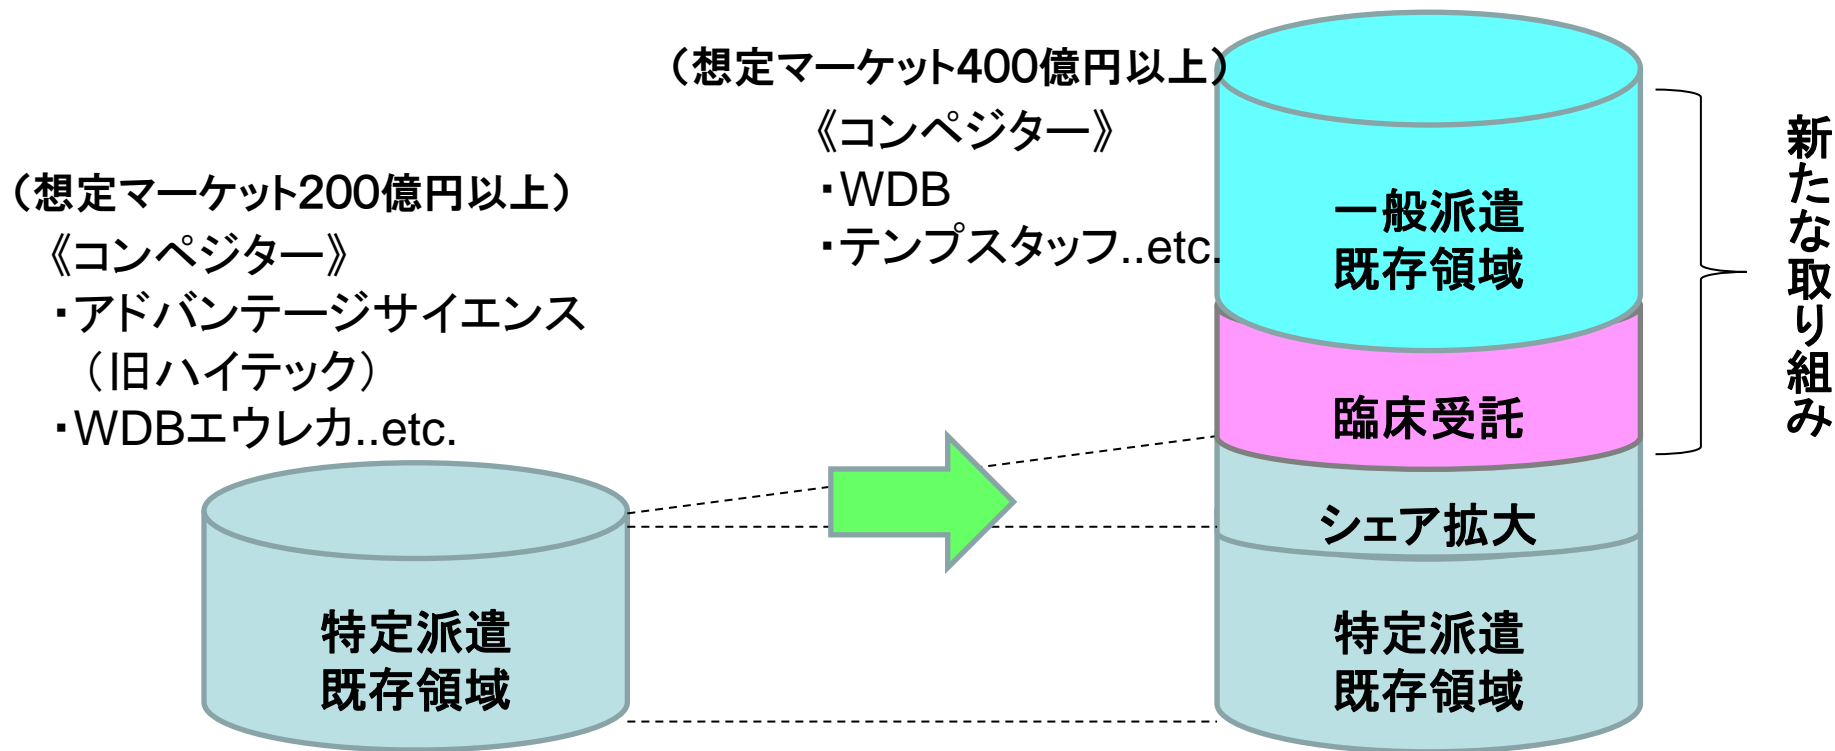 （想定マーケット200億円以上）
《コンペジター》
・アドバンテージサイエンス
（旧ハイテック）
・WDBエウレカ..etc.
特定派遣
既存領域
（想定マーケット400億円以上）
《コンペジター》
・WDB
・テンプスタッフ..etc.
一般派遣
既存領域
臨床受託
シェア拡大
特定派遣
既存領域
新たな取り組み